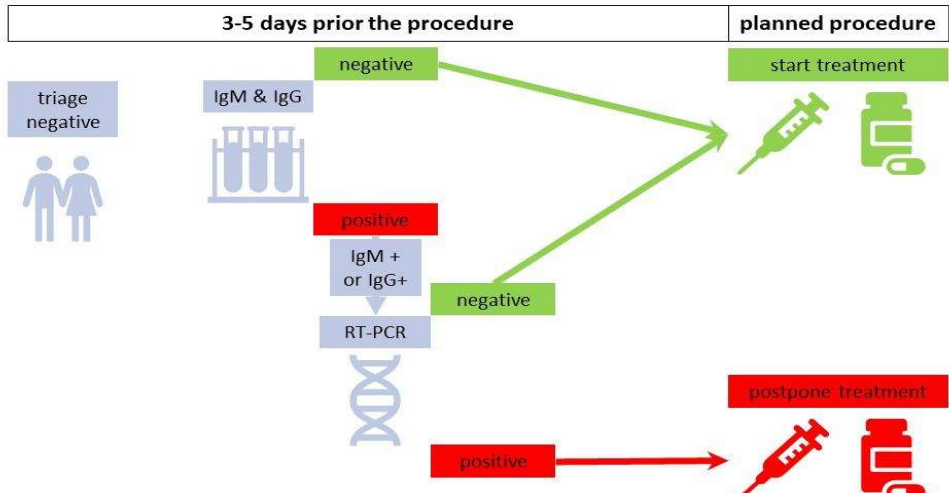 3-5 days prior the procedure
planned procedure
negative
start treatment
triage
negative
IgM & IgG
positive
IgM +
or IgG+
negative
RT-PCR
postpone treatment
positive